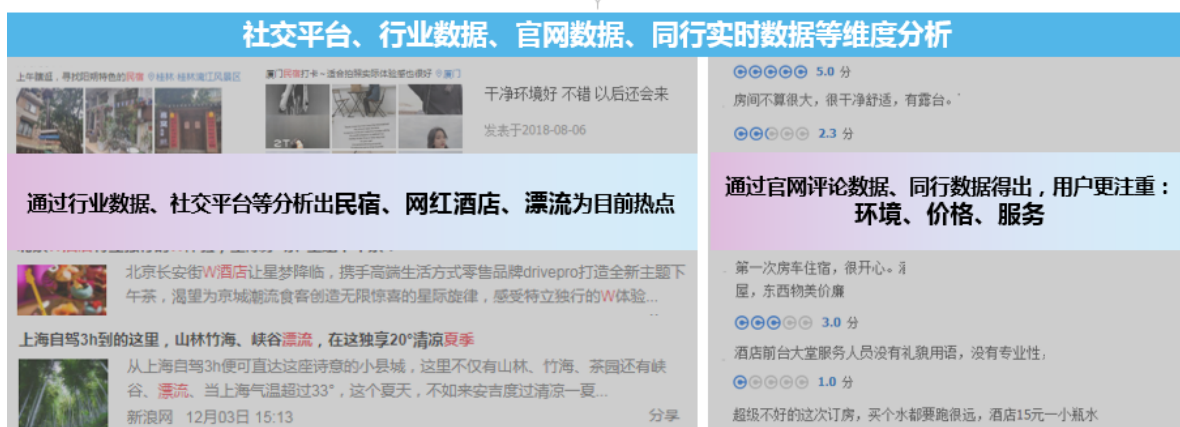 社交平台、行业数据、官网数据、同行实时数据等维度分析
上午蹦逛，寻找阳朔特色的民宿 桂林·桂林漓江风景区
厦门民宿打卡~适合拍照实际体验感也很好 厦门
干净环境好 不错 以后还会来
发表于2018-08-06
通过行业数据、社交平台等分析出民宿、网红酒店、漂流为目前热点
北京长安街W酒店让星梦降临，携手高端生活方式零售品牌drivepro打造全新主题下
午茶，渴望为京城潮流食客创造无限惊喜的星际旋律，感受特立独行的W体验...
上海自驾3h到的这里，山林竹海、峡谷漂流，在这独享20°清凉夏季
从上海自驾3h便可直达这座诗意的小县城，这里不仅有山林、竹海、茶园还有峡
谷、漂流、当上海气温超过33°，这个夏天，不如来安吉度过清凉一夏...
新浪网 12月03日 15:13
分享
5.0 分
房间不算很大，很干净舒适，有露台。
2.3 分
通过官网评论数据、同行数据得出，用户更注重：
环境、价格、服务
第一次房车住宿，很开心。
屋，东西物美价廉
3.0 分
酒店前台大堂服务人员没有礼貌用语，没有专业性
1.0 分
超级不好的这次订房，买个水都要跑很远，酒店15元一小瓶水